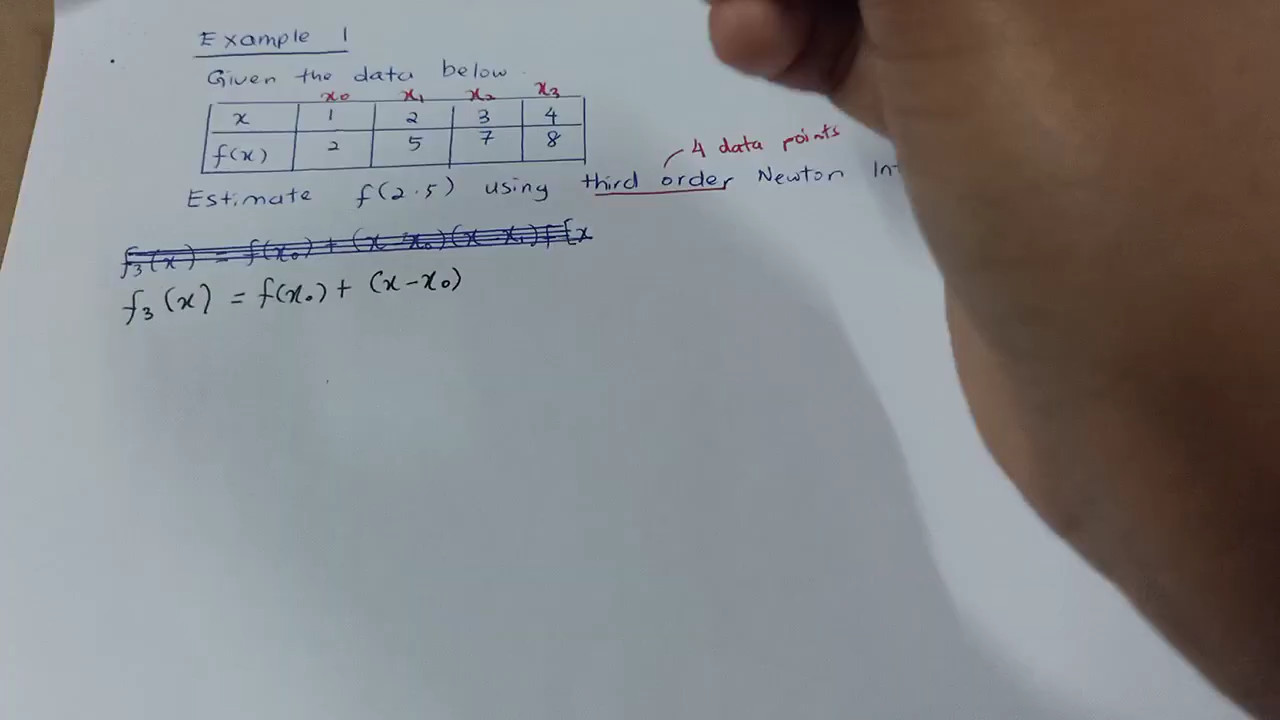 Example 1
Given the data below.
x0 x1 x2 x3
x 1 2 3 4
f(x) 2 5 7 8
4 data points
Estimate f(2.5) using third order Newton
f3(x) = f(x0) + (x-x0)